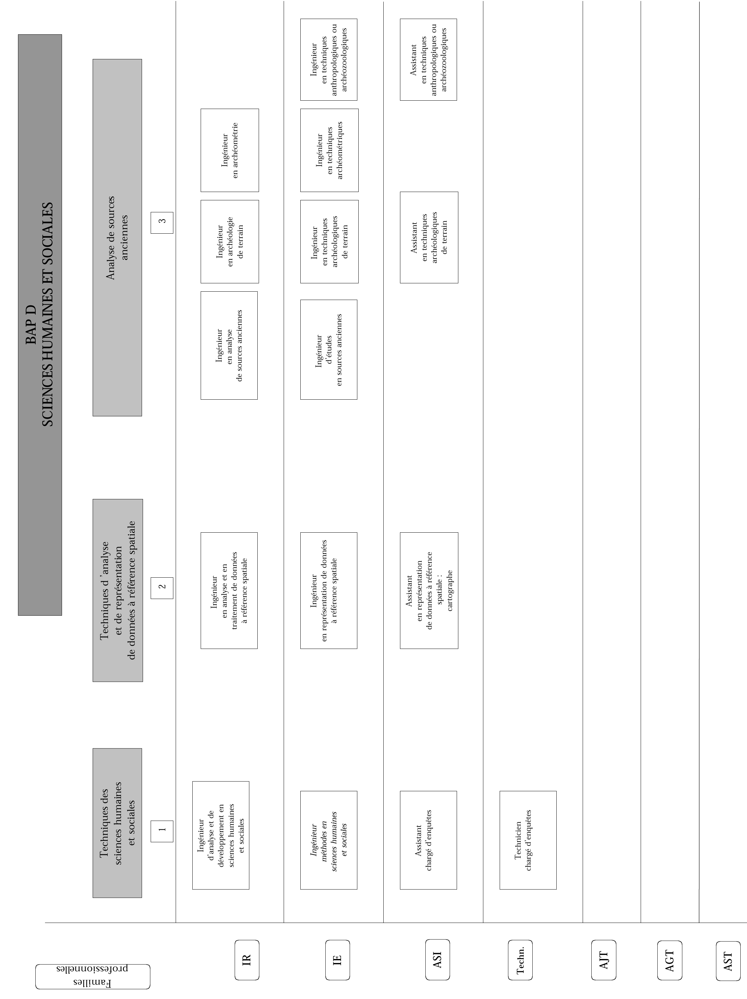 BAP D
SCIENCES HUMAINES ET SOCIALES
Familles
professionnelles
Techniques des
sciences humaines
et sociales
Techniques d 'analyse
et de représentation
de données à référence spatiale
Analyse de sources
anciennes
1
2
3
IR
Ingénieur
d'analyse et de
développement en
sciences humaines
et sociales
Ingénieur
en analyse et en
traitement de données
à référence spatiale
Ingénieur
en analyse
de sources anciennes
Ingénieur
en archéologie
de terrain
Ingénieur
en archéométrie
IE
Ingénieur
méthodes en
sciences humaines
et sociales
Ingénieur
en représentation de données
à référence spatiale
Ingénieur
d'études
en sources anciennes
Ingénieur
en techniques
archéologiques
de terrain
Ingénieur
en techniques
archéométriques
Ingénieur
en techniques
anthropologiques ou
archéozoologiques
ASI
Assistant
chargé d'enquêtes
Assistant
en représentation
de données à référence
spatiale :
cartographe
Assistant
en techniques
archéologiques
de terrain
Assistant
en techniques
anthropologiques ou
archéozoologiques
Techn.
Technicien
chargé d'enquêtes
AJT
AGT
AST